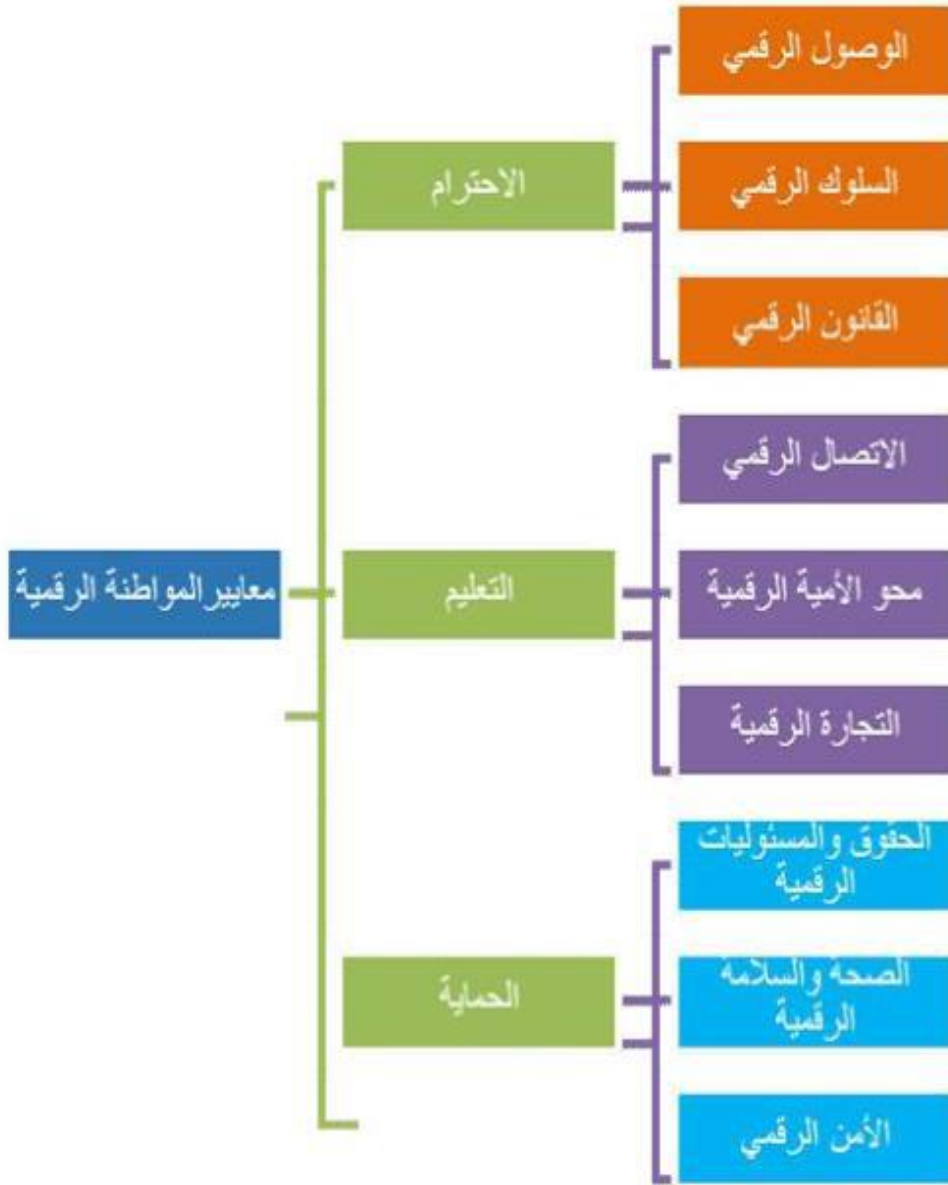 معايير المواطنة الرقمية
الاحترام
الوصول الرقمي
السلوك الرقمي
القانون الرقمي
التعليم
الاتصال الرقمي
محو الأمية الرقمية
التجارة الرقمية
الحماية
الحقوق والمسئوليات
الرقمية
الصحة والسلامة
الرقمية
الأمن الرقمي